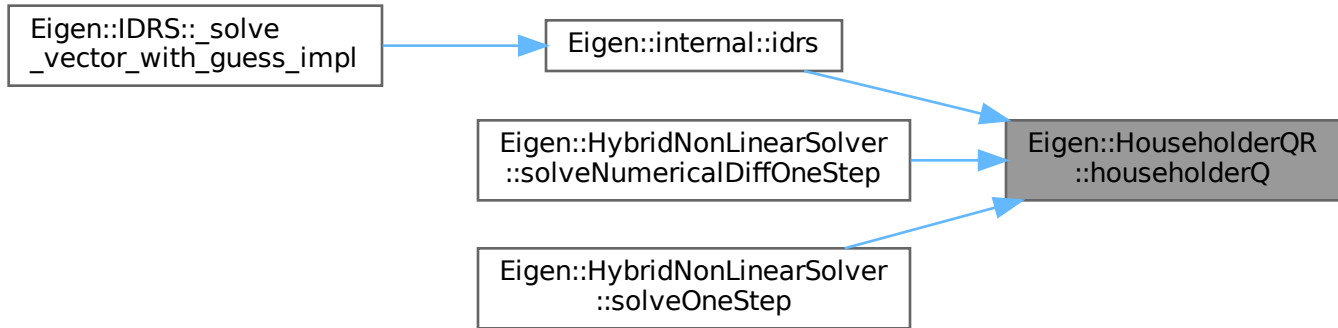 Eigen::IDRS::_solve
_vector_with_guess_impl
Eigen::internal::idrs
Eigen::HybridNonLinearSolver
::solveNumericalDiffOneStep
Eigen::HouseholderQR
::householderQ
Eigen::HybridNonLinearSolver
::solveOneStep